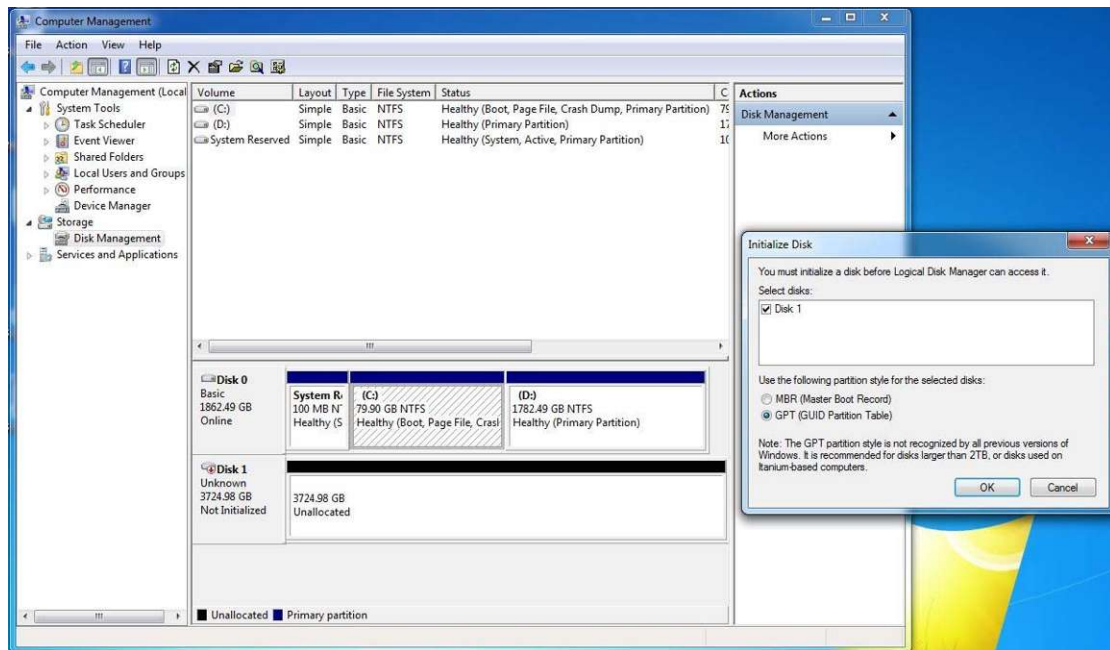 Computer Management
File Action View Help
Computer Management (Local
System Tools
Task Scheduler
Event Viewer
Shared Folders
Local Users and Groups
Performance
Device Manager
Storage
Disk Management
Services and Applications
Volume Layout Type File System Status C
(C:) Simple Basic NTFS Healthy (Boot, Page File, Crash Dump, Primary Partition) 79
(D:) Simple Basic NTFS Healthy (Primary Partition) 17
System Reserved Simple Basic NTFS Healthy (System, Active, Primary Partition) 10
Disk 0
Basic
1862.49 GB
Online
System R
100 MB N
Healthy (S
(C:)
79.90 GB NTFS
Healthy (Boot, Page File, Crasl
(D:)
1782.49 GB NTFS
Healthy (Primary Partition)
Disk 1
Unknown
3724.98 GB
Not Initialized
3724.98 GB
Unallocated
Unallocated Primary partition
Actions
Disk Management
More Actions
Initialize Disk
You must initialize a disk before Logical Disk Manager can access it.
Select disks:
Disk 1
Use the following partition style for the selected disks:
MBR (Master Boot Record)
GPT (GUID Partition Table)
Note: The GPT partition style is not recognized by all previous versions of
Windows. It is recommended for disks larger than 2TB, or disks used on
Itanium-based computers.
OK Cancel